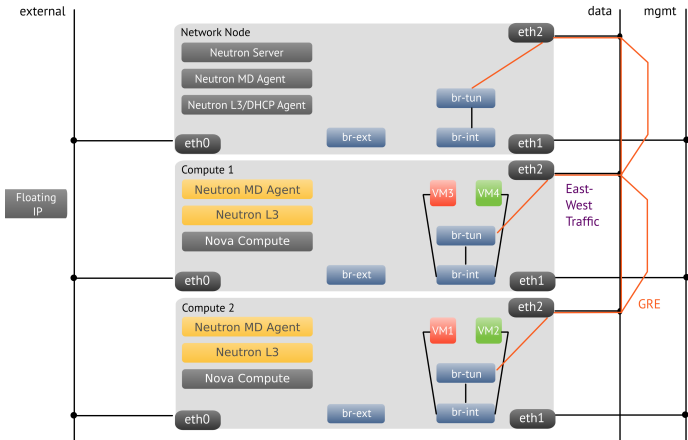 external
data
mgmt
Network Node
eth2
Neutron Server
Neutron MD Agent
Neutron L3/DHCP Agent
br-tun
br-ext
br-int
eth0
eth1
Compute 1
eth2
Neutron MD Agent
VM3
VM4
East-
West
Traffic
Floating
IP
Neutron L3
Nova Compute
br-tun
br-ext
br-int
eth0
eth1
Compute 2
eth2
GRE
Neutron MD Agent
VM1
VM2
Neutron L3
Nova Compute
br-tun
br-ext
br-int
eth0
eth1